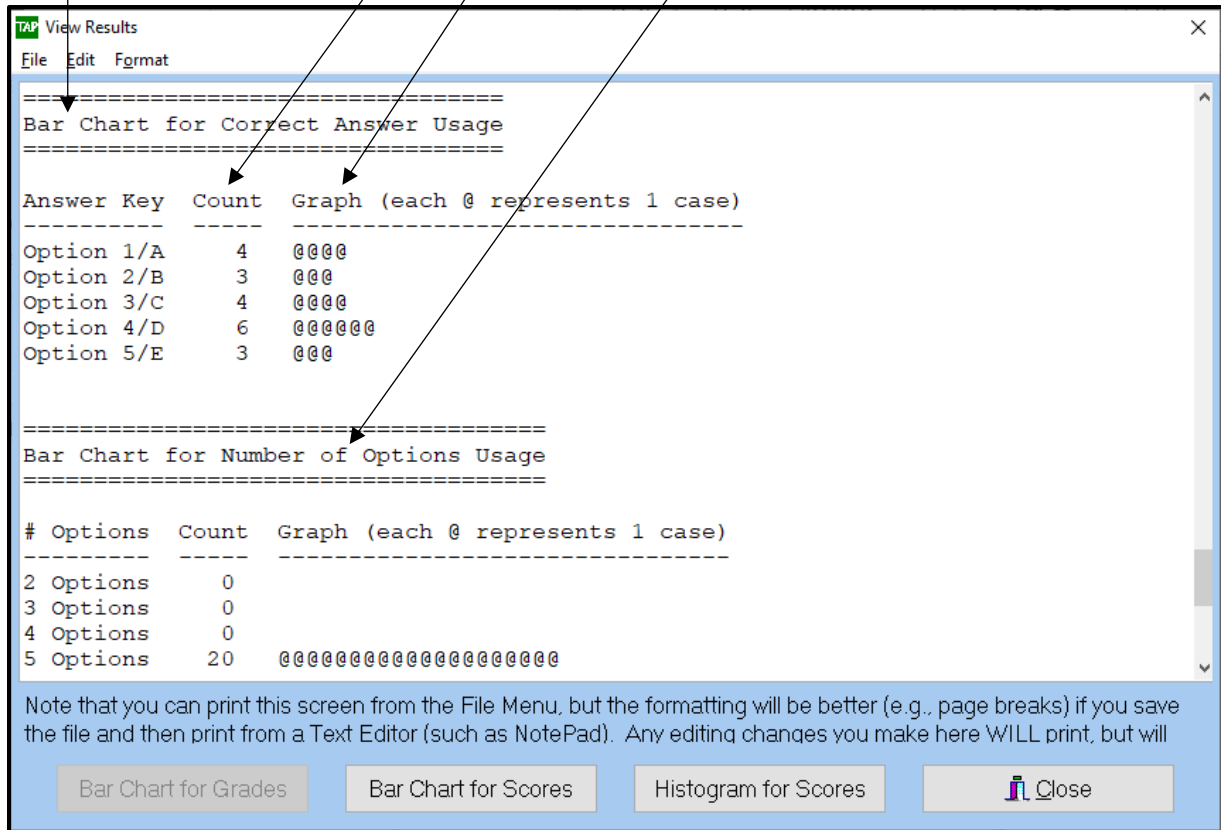 TAP View Results
File Edit Format
==================================
Bar Chart for Correct Answer Usage
==================================
Answer Key Count Graph (each @ represents 1 case)
---------- ----- --------------------------------
Option 1/A 4 @@@@
Option 2/B 3 @@@
Option 3/C 4 @@@@
Option 4/D 6 @@@@@@
Option 5/E 3 @@@
=====================================
Bar Chart for Number of Options Usage
=====================================
# Options Count Graph (each @ represents 1 case)
--------- ----- --------------------------------
2 Options 0
3 Options 0
4 Options 0
5 Options 20 @@@@@@@@@@@@@@@@@@@@
Note that you can print this screen from the File Menu, but the formatting will be better (e.g., page breaks) if you save
the file and then print from a Text Editor (such as NotePad). Any editing changes you make here WILL print, but will
Bar Chart for Grades Bar Chart for Scores Histogram for Scores Close